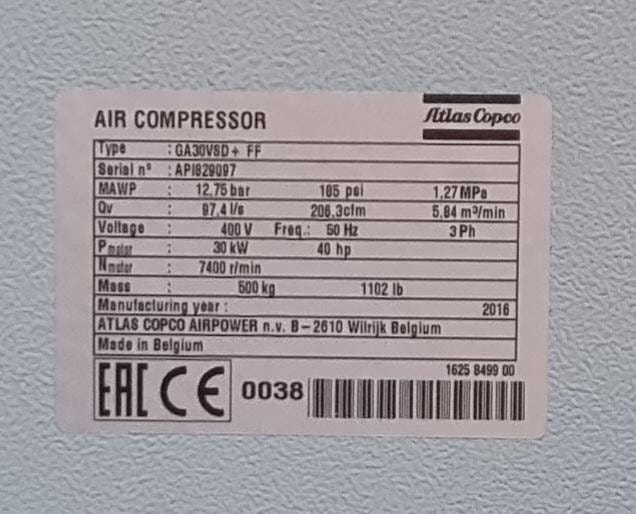 AIR COMPRESSOR
Atlas Copco
Type : GA30VSD+ FF
Serial n° : API829097
MAWP : 12,75 bar 185 psi 1,27 MPa
Qv : 97,4 l/s 206,3cfm 5,84 m³/min
Voltage : 400 V Freq.: 50 Hz 3 Ph
Pmotor : 30 kW 40 hp
Nmotor : 7400 r/min
Mass : 500 kg 1102 lb
Manufacturing year : 2016
ATLAS COPCO AIRPOWER n.v. B-2610 Wilrijk Belgium
Made in Belgium
1625 8499 00
EAC CE 0038